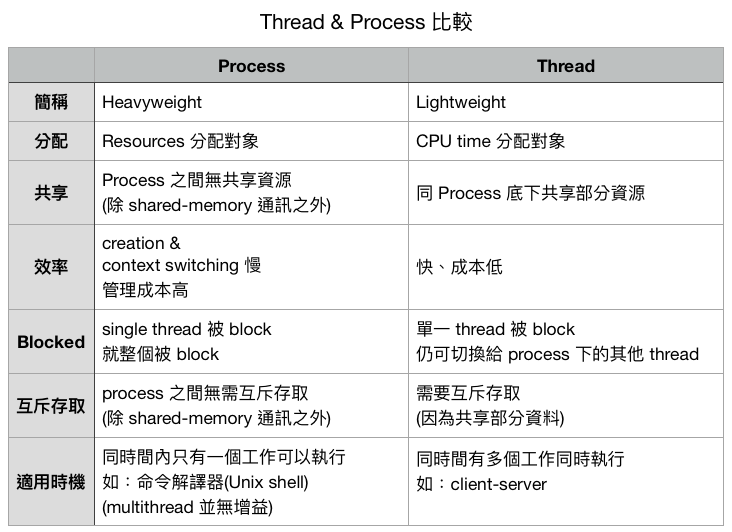 Thread & Process 比較
Process
Thread
簡稱
Heavyweight
Lightweight
分配
Resources 分配對象
CPU time 分配對象
共享
Process 之間無共享資源
(除 shared-memory 通訊之外)
同 Process 底下共享部分資源
效率
creation &
context switching 慢
管理成本高
快、成本低
Blocked
single thread 被 block
就整個被 block
單一 thread 被 block
仍可切換給 process 下的其他 thread
互斥存取
process 之間無需互斥存取
(除 shared-memory 通訊之外)
需要互斥存取
(因為共享部分資料)
適用時機
同時間內只有一個工作可以執行
如：命令解譯器(Unix shell)
(multithread 並無增益)
同時間有多個工作同時執行
如：client-server